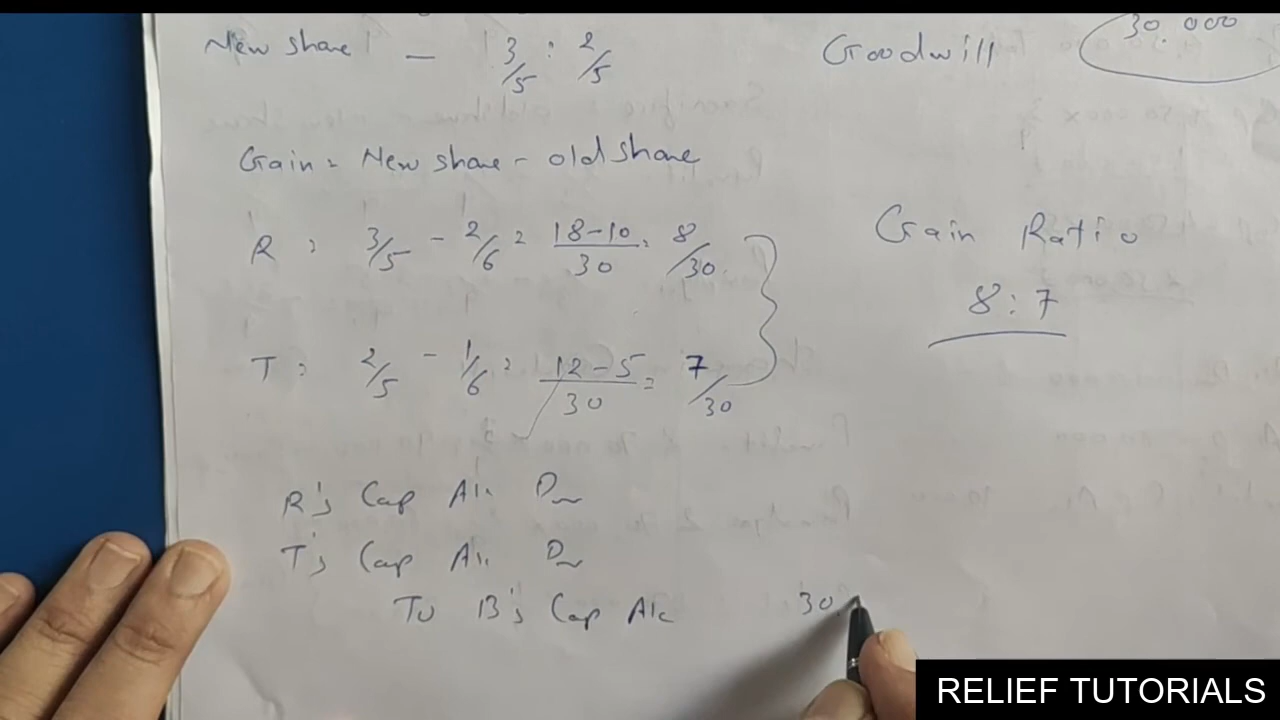 30.000
New share — 3/5 : 2/5 Goodwill
Gain = New share - old share
R = 3/5 - 2/6 = 18-10/30 = 8/30
Gain Ratio
8:7
T = 2/5 - 1/6 = 12-5/30 = 7/30
R's Cap A/c Dr
T's Cap A/c Dr
To B's Cap A/c 30.
RELIEF TUTORIALS